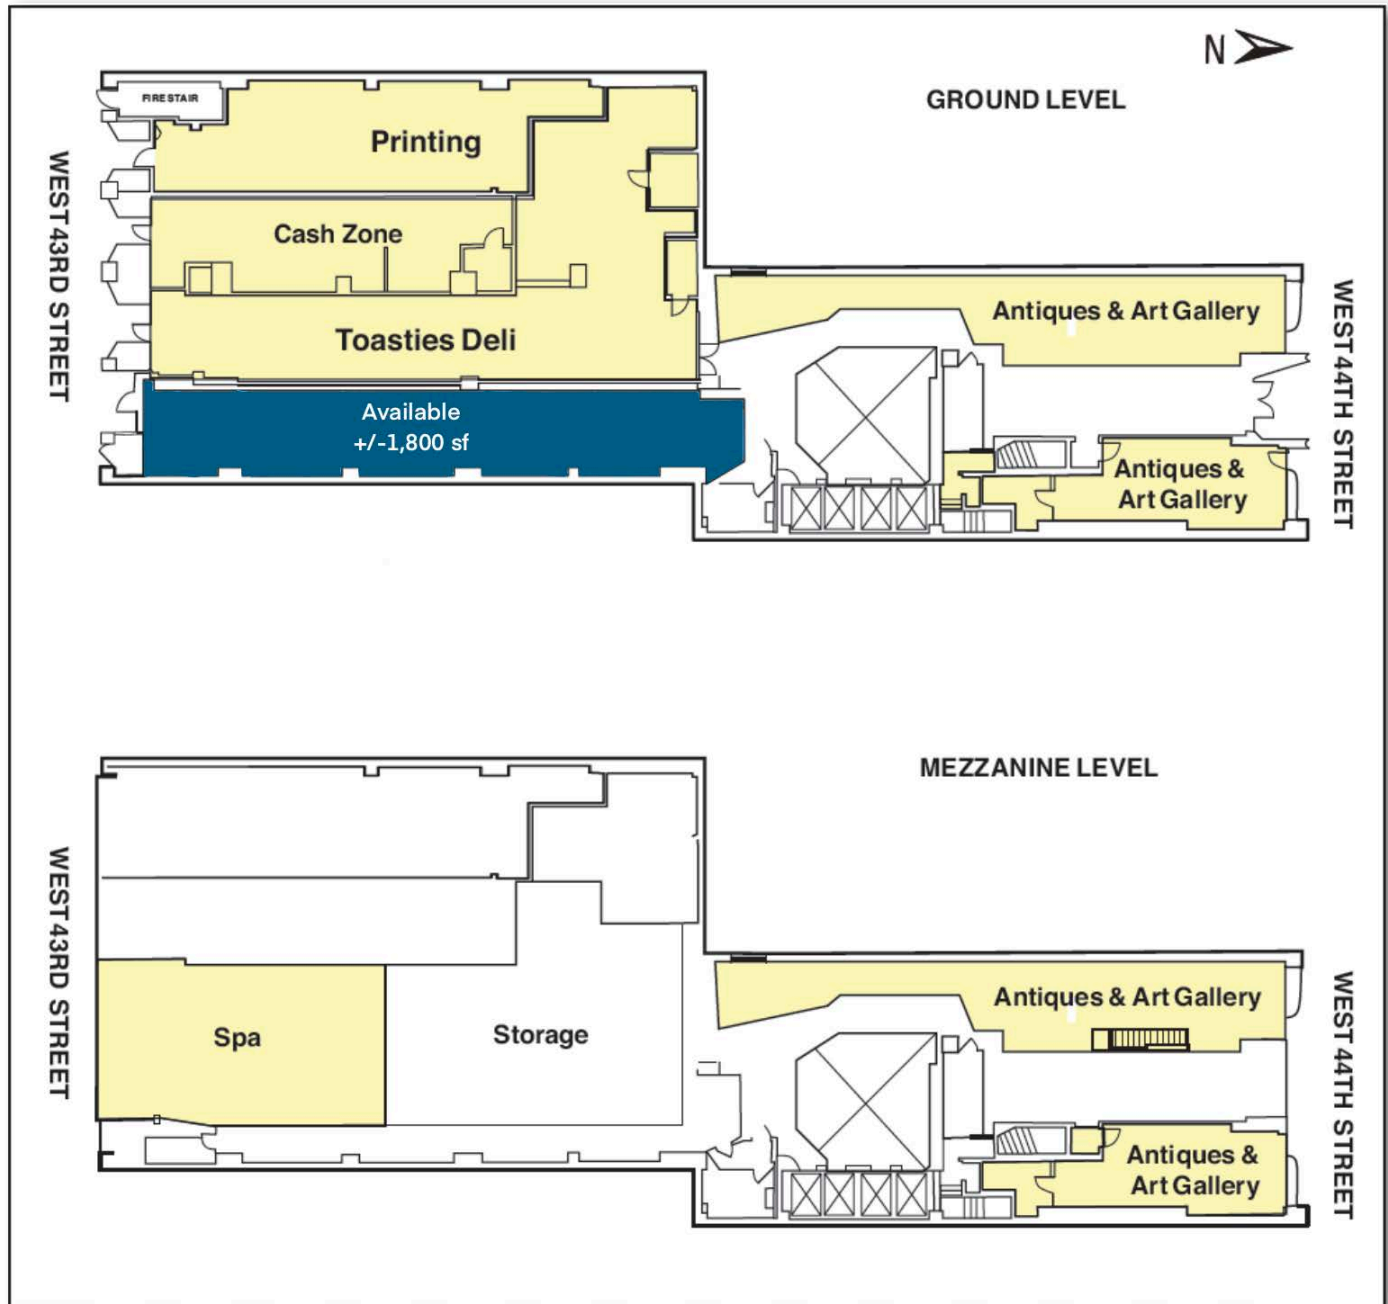 N
GROUND LEVEL
FIRE STAIR
Printing
WEST 43RD STREET
Cash Zone
Antiques & Art Gallery
Toasties Deli
WEST 44TH STREET
Available
+/-1,800 sf
Antiques &
Art Gallery
MEZZANINE LEVEL
WEST 43RD STREET
Antiques & Art Gallery
Spa
Storage
WEST 44TH STREET
Antiques &
Art Gallery